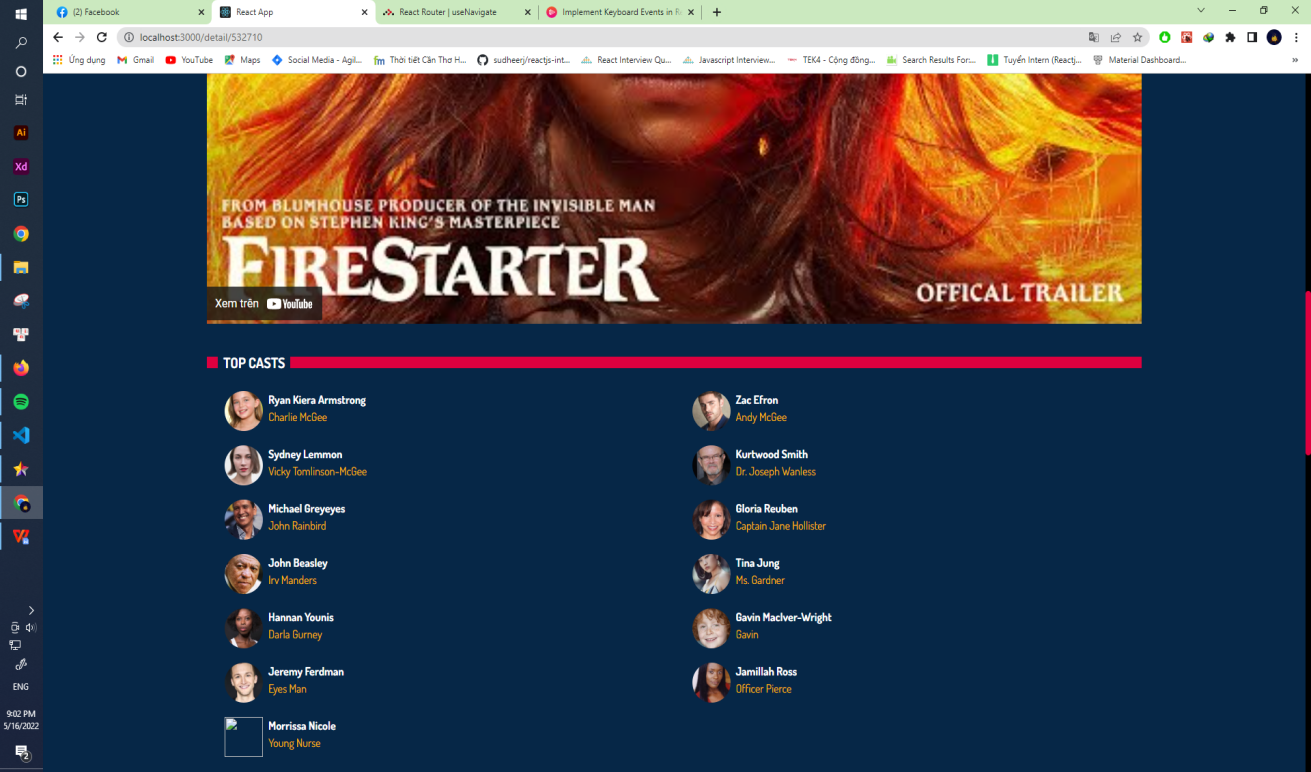 (2) Facebook
React App
React Router | useNavigate
Implement Keyboard Events in Re
localhost:3000/detail/532710
Ứng dụng
Gmail
YouTube
Maps
Social Media - Agil...
Thời tiết Cần Thơ H...
sudheerj/reactjs-int...
React Interview Qu...
Javascript Interview...
TEK4 - Cộng đồng...
Search Results For:...
Tuyển Intern (Reactj...
Material Dashboard...
»
FROM BLUMHOUSE PRODUCER OF THE INVISIBLE MAN
BASED ON STEPHEN KING'S MASTERPIECE
FIRESTARTER
OFFICAL TRAILER
Xem trên YouTube
TOP CASTS
Ryan Kiera Armstrong
Charlie McGee
Zac Efron
Andy McGee
Sydney Lemmon
Vicky Tomlinson-McGee
Kurtwood Smith
Dr. Joseph Wanless
Michael Greyeyes
John Rainbird
Gloria Reuben
Captain Jane Hollister
John Beasley
Irv Manders
Tina Jung
Ms. Gardner
Hannan Younis
Darla Gurney
Gavin MacIver-Wright
Gavin
Jeremy Ferdman
Eyes Man
Jamillah Ross
Officer Pierce
Morrissa Nicole
Young Nurse
Ai
Xd
Ps
ENG
9:02 PM
5/16/2022
2